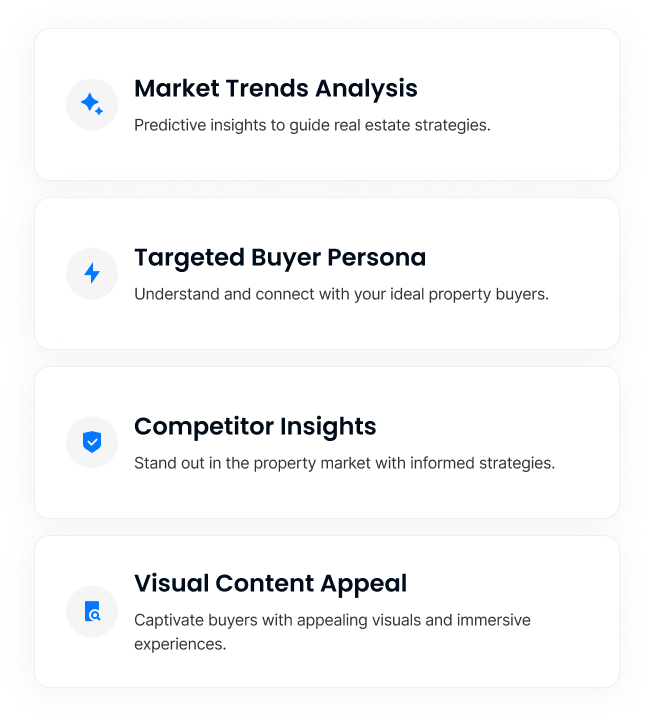 Market Trends Analysis
Predictive insights to guide real estate strategies.
Targeted Buyer Persona
Understand and connect with your ideal property buyers.
Competitor Insights
Stand out in the property market with informed strategies.
Visual Content Appeal
Captivate buyers with appealing visuals and immersive
experiences.